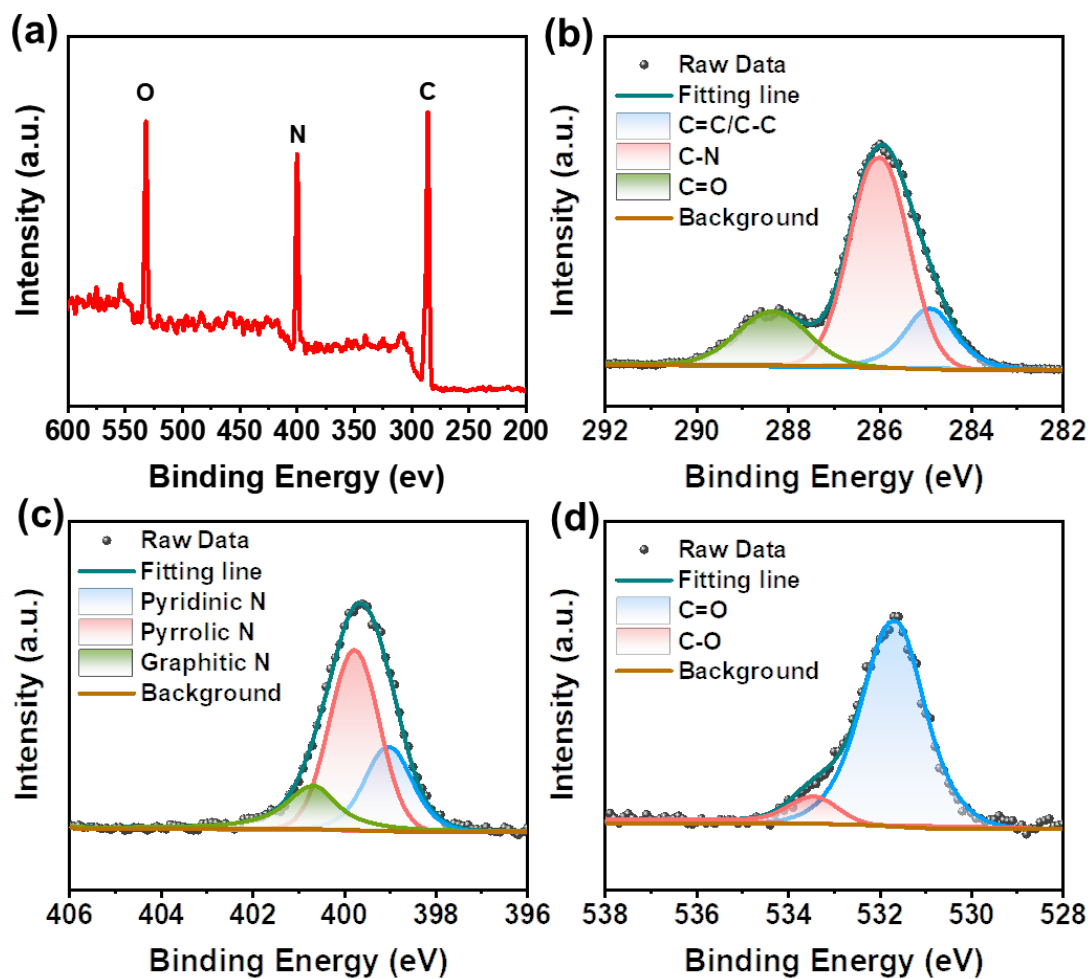 (a)
O
N
C
Intensity (a.u.)
600 550 500 450 400 350 300 250 200
Binding Energy (ev)
(b)
Raw Data
Fitting line
C=C/C-C
C-N
C=O
Background
Intensity (a.u.)
292 290 288 286 284 282
Binding Energy (eV)
(c)
Raw Data
Fitting line
Pyridinic N
Pyrrolic N
Graphitic N
Background
Intensity (a.u.)
406 404 402 400 398 396
Binding Energy (eV)
(d)
Raw Data
Fitting line
C=O
C-O
Background
Intensity (a.u.)
538 536 534 532 530 528
Binding Energy (eV)